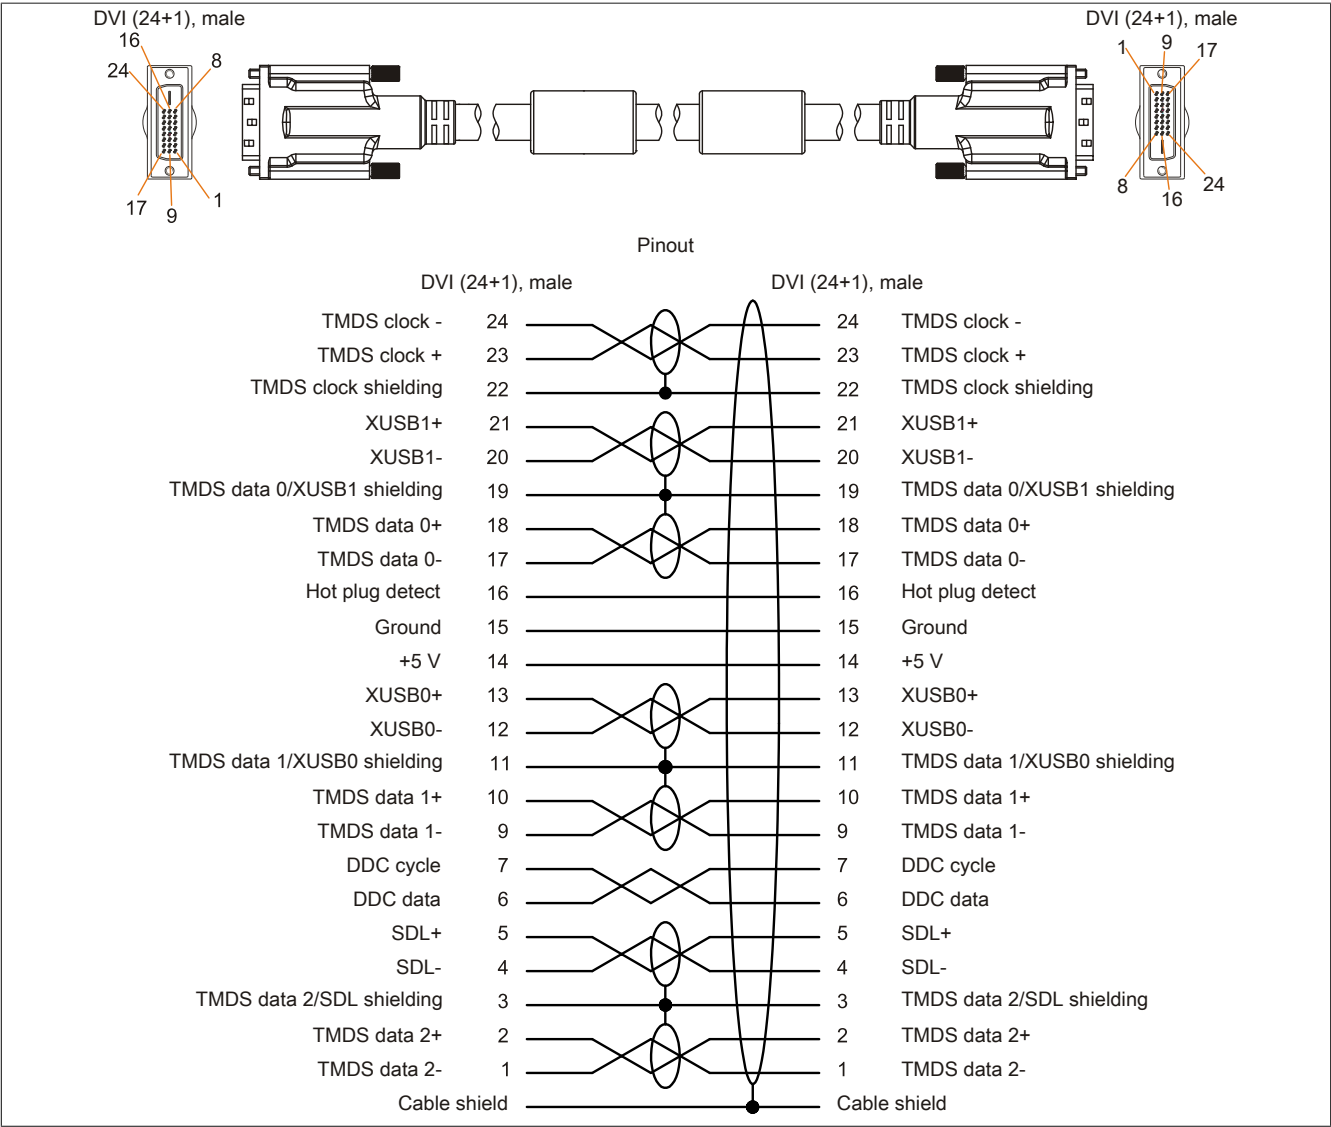 DVI (24+1), male
DVI (24+1), male
16
8
24
17
9
1
1
9
17
8
16
24
Pinout
DVI (24+1), male DVI (24+1), male
TMDS clock - 24 24 TMDS clock -
TMDS clock + 23 23 TMDS clock +
TMDS clock shielding 22 22 TMDS clock shielding
XUSB1+ 21 21 XUSB1+
XUSB1- 20 20 XUSB1-
TMDS data 0/XUSB1 shielding 19 19 TMDS data 0/XUSB1 shielding
TMDS data 0+ 18 18 TMDS data 0+
TMDS data 0- 17 17 TMDS data 0-
Hot plug detect 16 16 Hot plug detect
Ground 15 15 Ground
+5 V 14 14 +5 V
XUSB0+ 13 13 XUSB0+
XUSB0- 12 12 XUSB0-
TMDS data 1/XUSB0 shielding 11 11 TMDS data 1/XUSB0 shielding
TMDS data 1+ 10 10 TMDS data 1+
TMDS data 1- 9 9 TMDS data 1-
DDC cycle 7 7 DDC cycle
DDC data 6 6 DDC data
SDL+ 5 5 SDL+
SDL- 4 4 SDL-
TMDS data 2/SDL shielding 3 3 TMDS data 2/SDL shielding
TMDS data 2+ 2 2 TMDS data 2+
TMDS data 2- 1 1 TMDS data 2-
Cable shield Cable shield